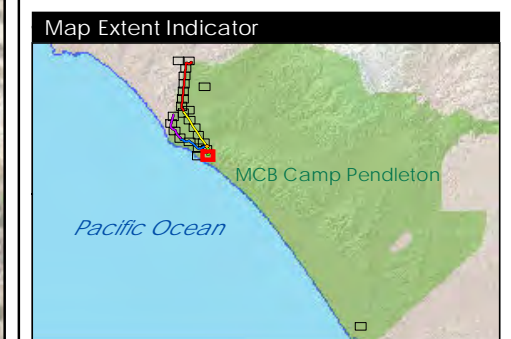 Map Extent Indicator
MCB Camp Pendleton
Pacific Ocean